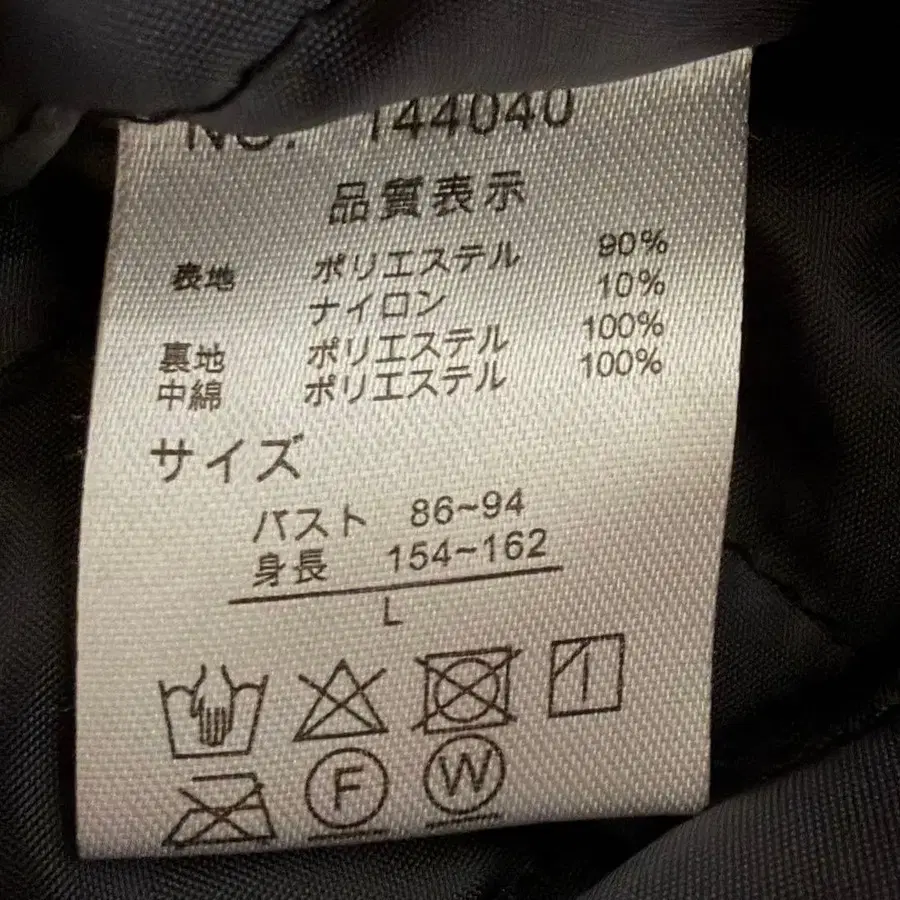 NO. 144040
品質表示
表地 ポリエステル 90%
ナイロン 10%
裏地 ポリエステル 100%
中綿 ポリエステル 100%
サイズ
バスト 86~94
身長 154~162
L
F W